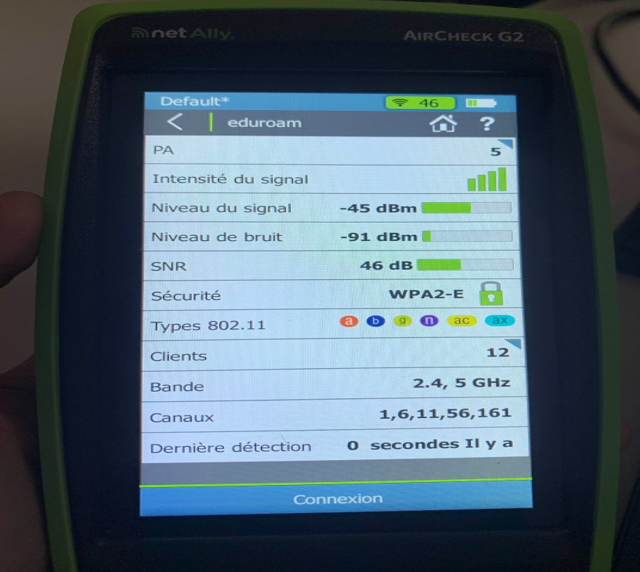 netAlly. AIRCHECK G2
Default* 46
eduroam ?
PA 5
Intensité du signal
Niveau du signal -45 dBm
Niveau de bruit -91 dBm
SNR 46 dB
Sécurité WPA2-E
Types 802.11 a b g n ac ax
Clients 12
Bande 2.4, 5 GHz
Canaux 1,6,11,56,161
Dernière détection 0 secondes Il y a
Connexion